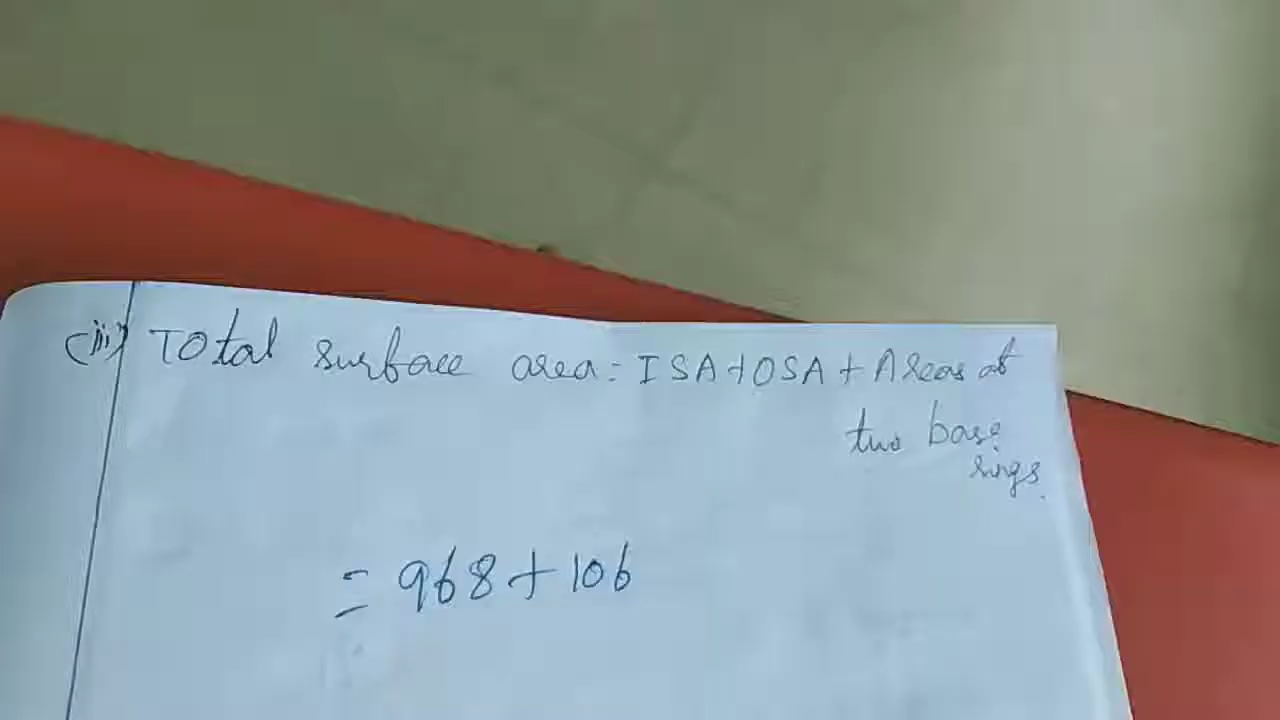 (iii) Total surface area = ISA + OSA + Areas of
two base
rings.
= 968 + 106